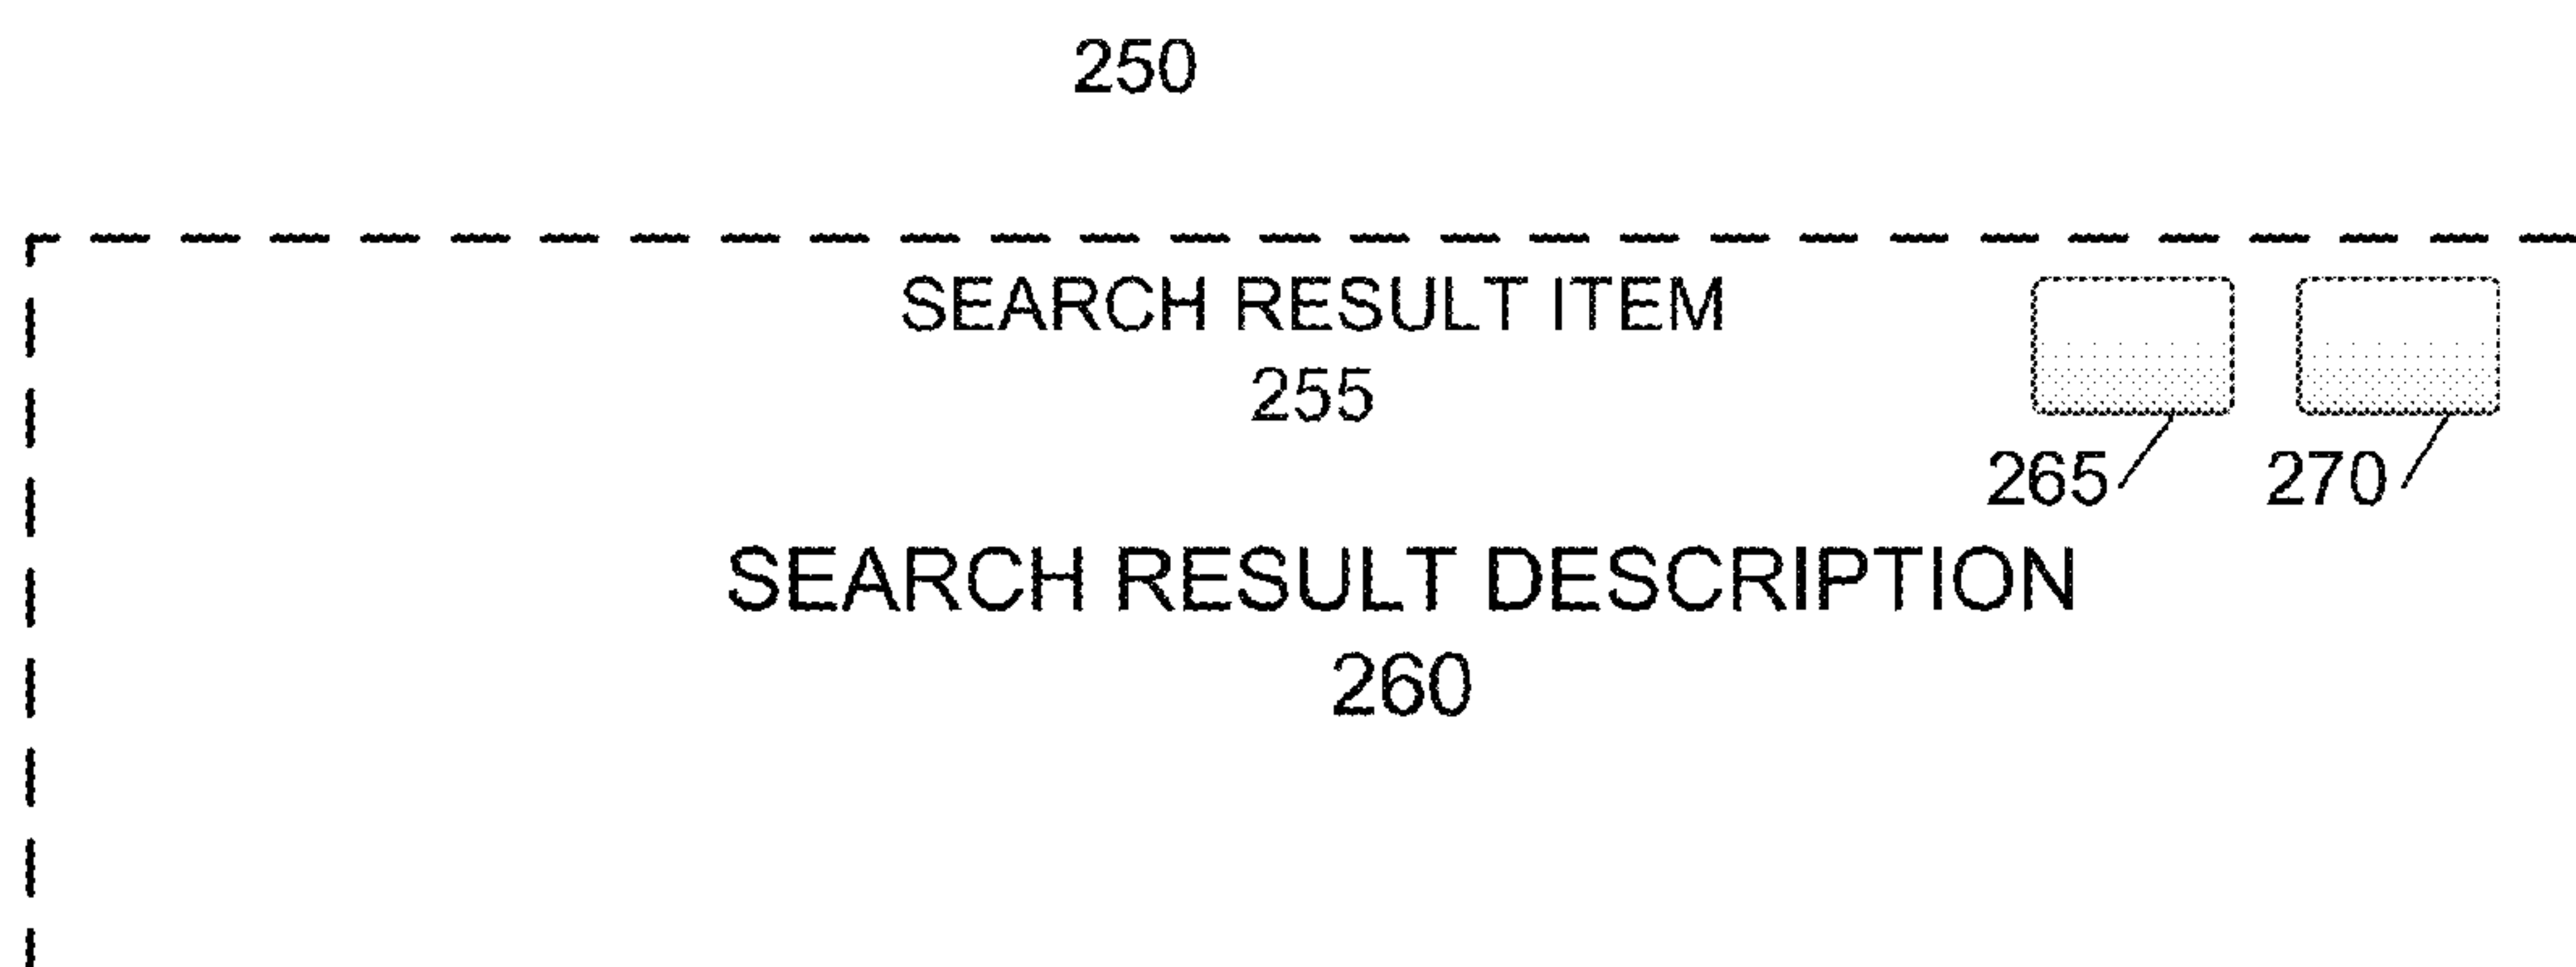 250
SEARCH RESULT ITEM
255
265 270
SEARCH RESULT DESCRIPTION
260